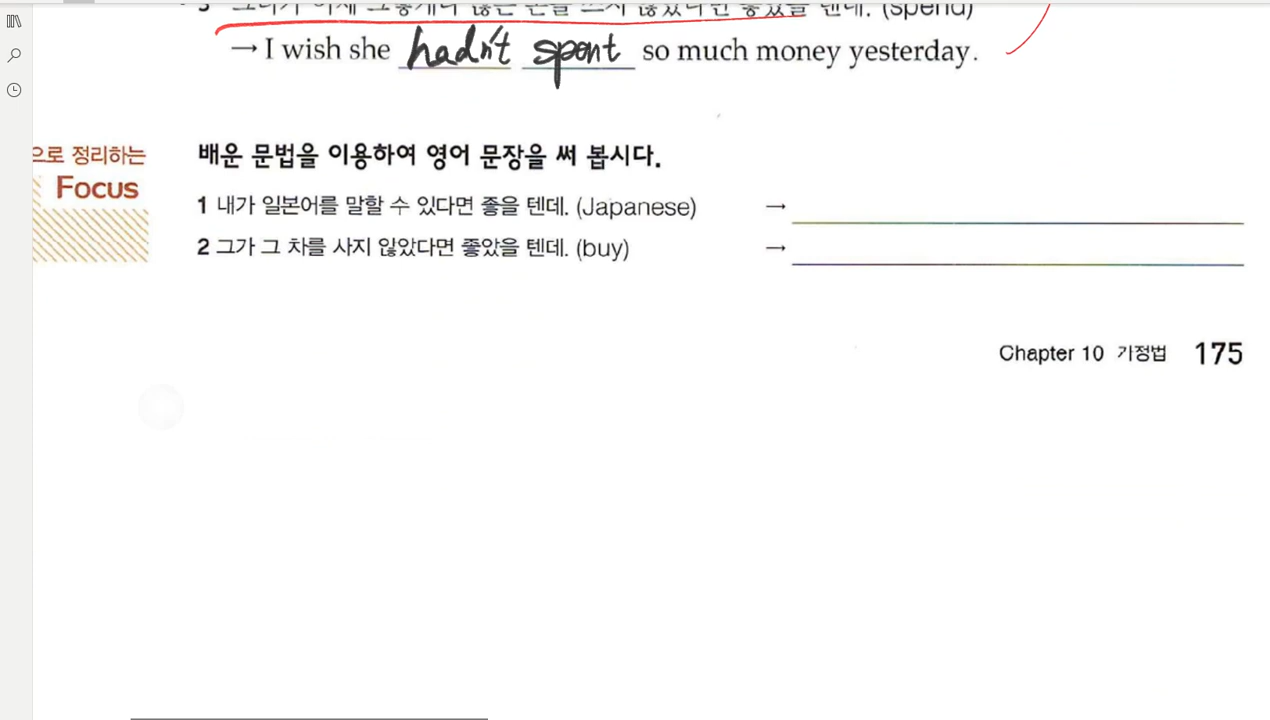 (spend)
→ I wish she hadn't spent so much money yesterday.
으로 정리하는
Focus
배운 문법을 이용하여 영어 문장을 써 봅시다.
1 내가 일본어를 말할 수 있다면 좋을 텐데. (Japanese) →
2 그가 그 차를 사지 않았다면 좋았을 텐데. (buy) →
Chapter 10 기정법 175